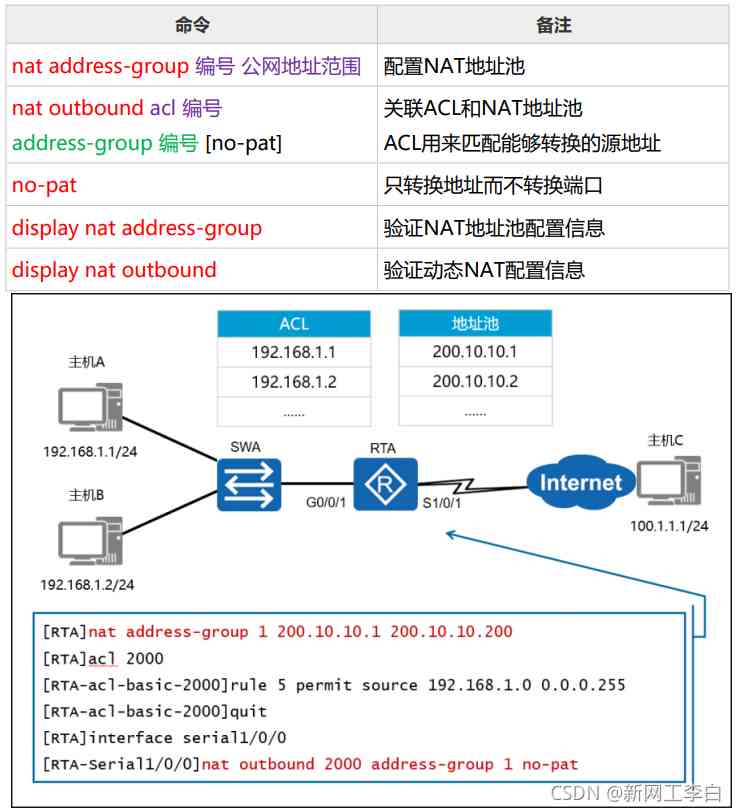 命令 备注
nat address-group 编号 公网地址范围 配置NAT地址池
nat outbound acl 编号 关联ACL和NAT地址池
address-group 编号 [no-pat] ACL用来匹配能够转换的源地址
no-pat 只转换地址而不转换端口
display nat address-group 验证NAT地址池配置信息
display nat outbound 验证动态NAT配置信息
ACL 地址池
192.168.1.1 200.10.10.1
192.168.1.2 200.10.10.2
...... ......
主机A
192.168.1.1/24
SWA RTA 主机C
R
Internet
G0/0/1 S1/0/1
100.1.1.1/24
主机B
192.168.1.2/24
[RTA]nat address-group 1 200.10.10.1 200.10.10.200
[RTA]acl 2000
[RTA-acl-basic-2000]rule 5 permit source 192.168.1.0 0.0.0.255
[RTA-acl-basic-2000]quit
[RTA]interface serial1/0/0
[RTA-Serial1/0/0]nat outbound 2000 address-group 1 no-pat
CSDN @新网工李白